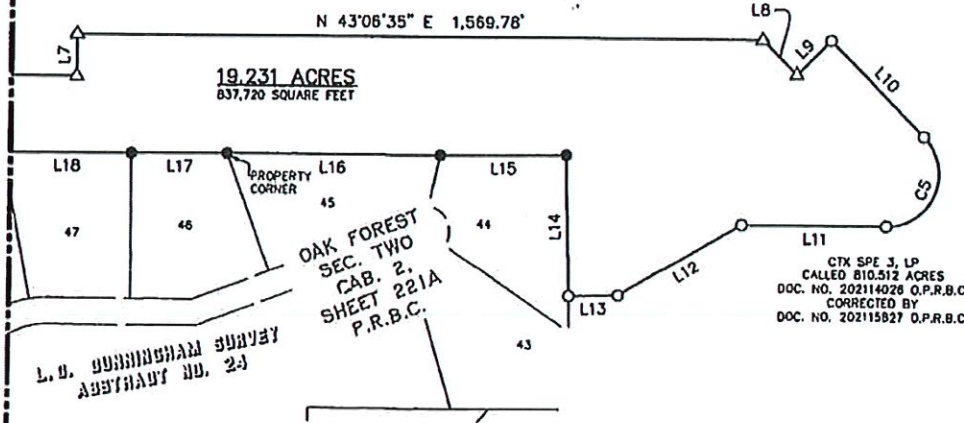 N 43°06'35" E 1,569.78'
L8
L7
L9
L10
19.231 ACRES
837,720 SQUARE FEET
L18
L17
PROPERTY
CORNER
L16
L15
C5
45
47
46
44
L14
L11
OAK FOREST
SEC. TWO
CAB. 2,
SHEET 221A
P.R.B.C.
L12
L13
CTX SPE 3, LP
CALLED 810.512 ACRES
DOC. NO. 202114026 O.P.R.B.C.
CORRECTED BY
DOC. NO. 202115827 O.P.R.B.C.
43
L.C. CUNNINGHAM SURVEY
ABSTRACT NO. 24